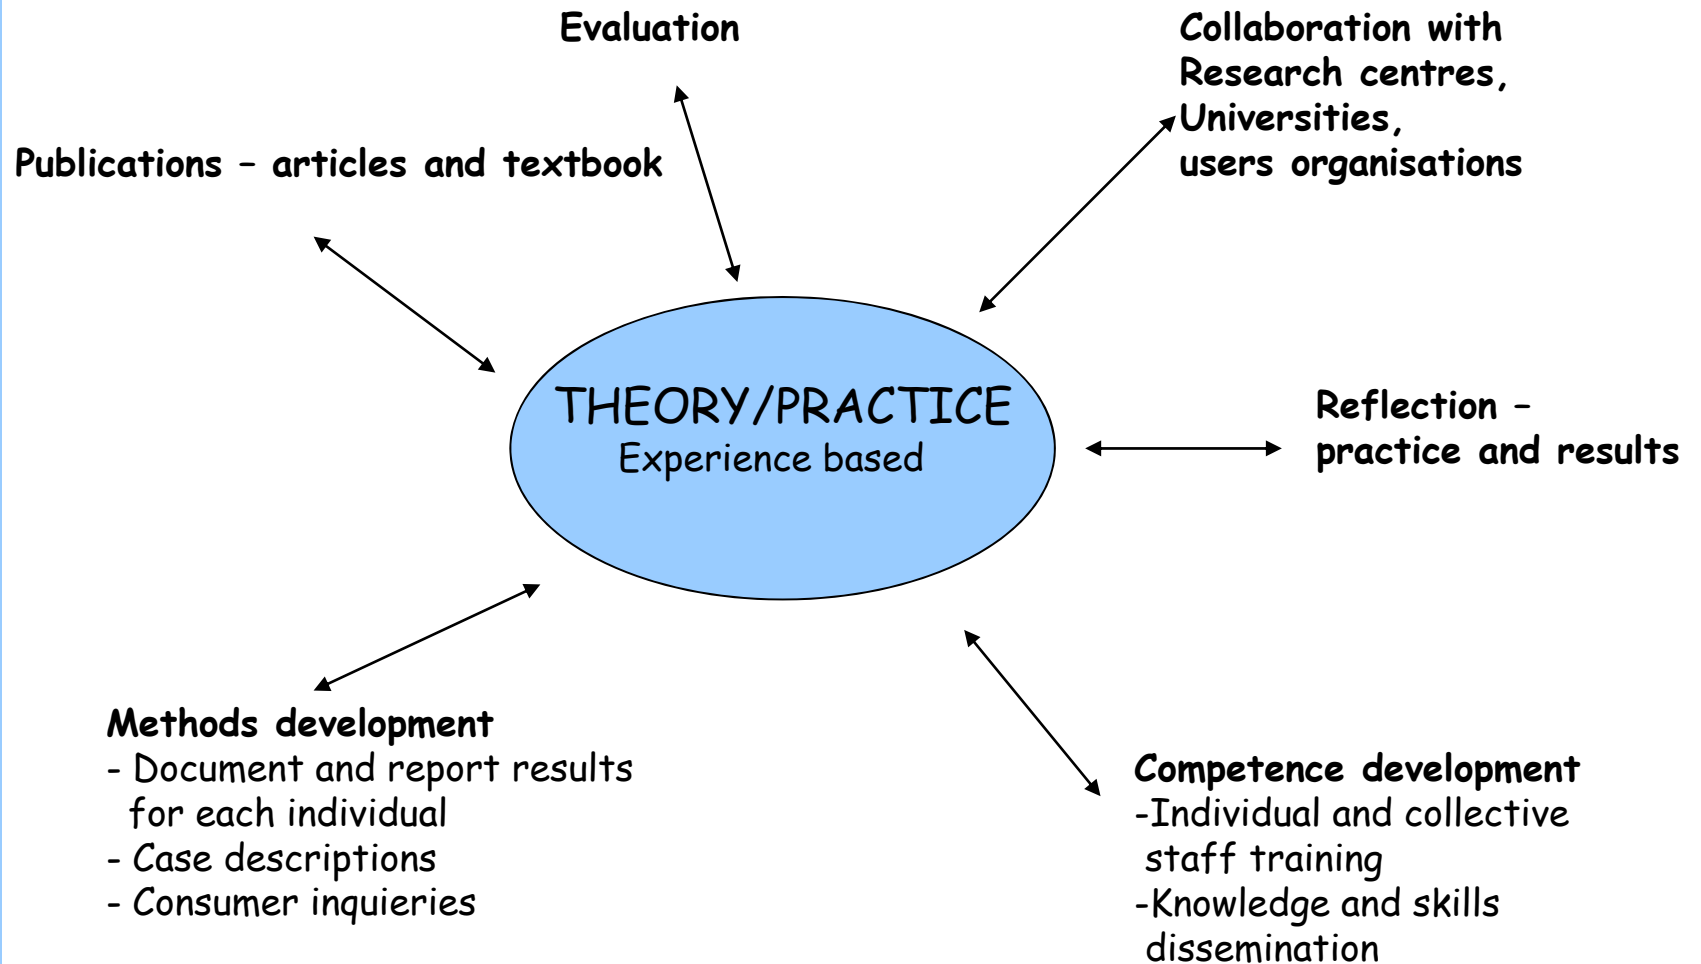 Evaluation
Collaboration with
Research centres,
Universities,
users organisations
Publications – articles and textbook
THEORY/PRACTICE
Experience based
Reflection –
practice and results
Methods development
- Document and report results
for each individual
- Case descriptions
- Consumer inquieries
Competence development
-Individual and collective
staff training
-Knowledge and skills
dissemination